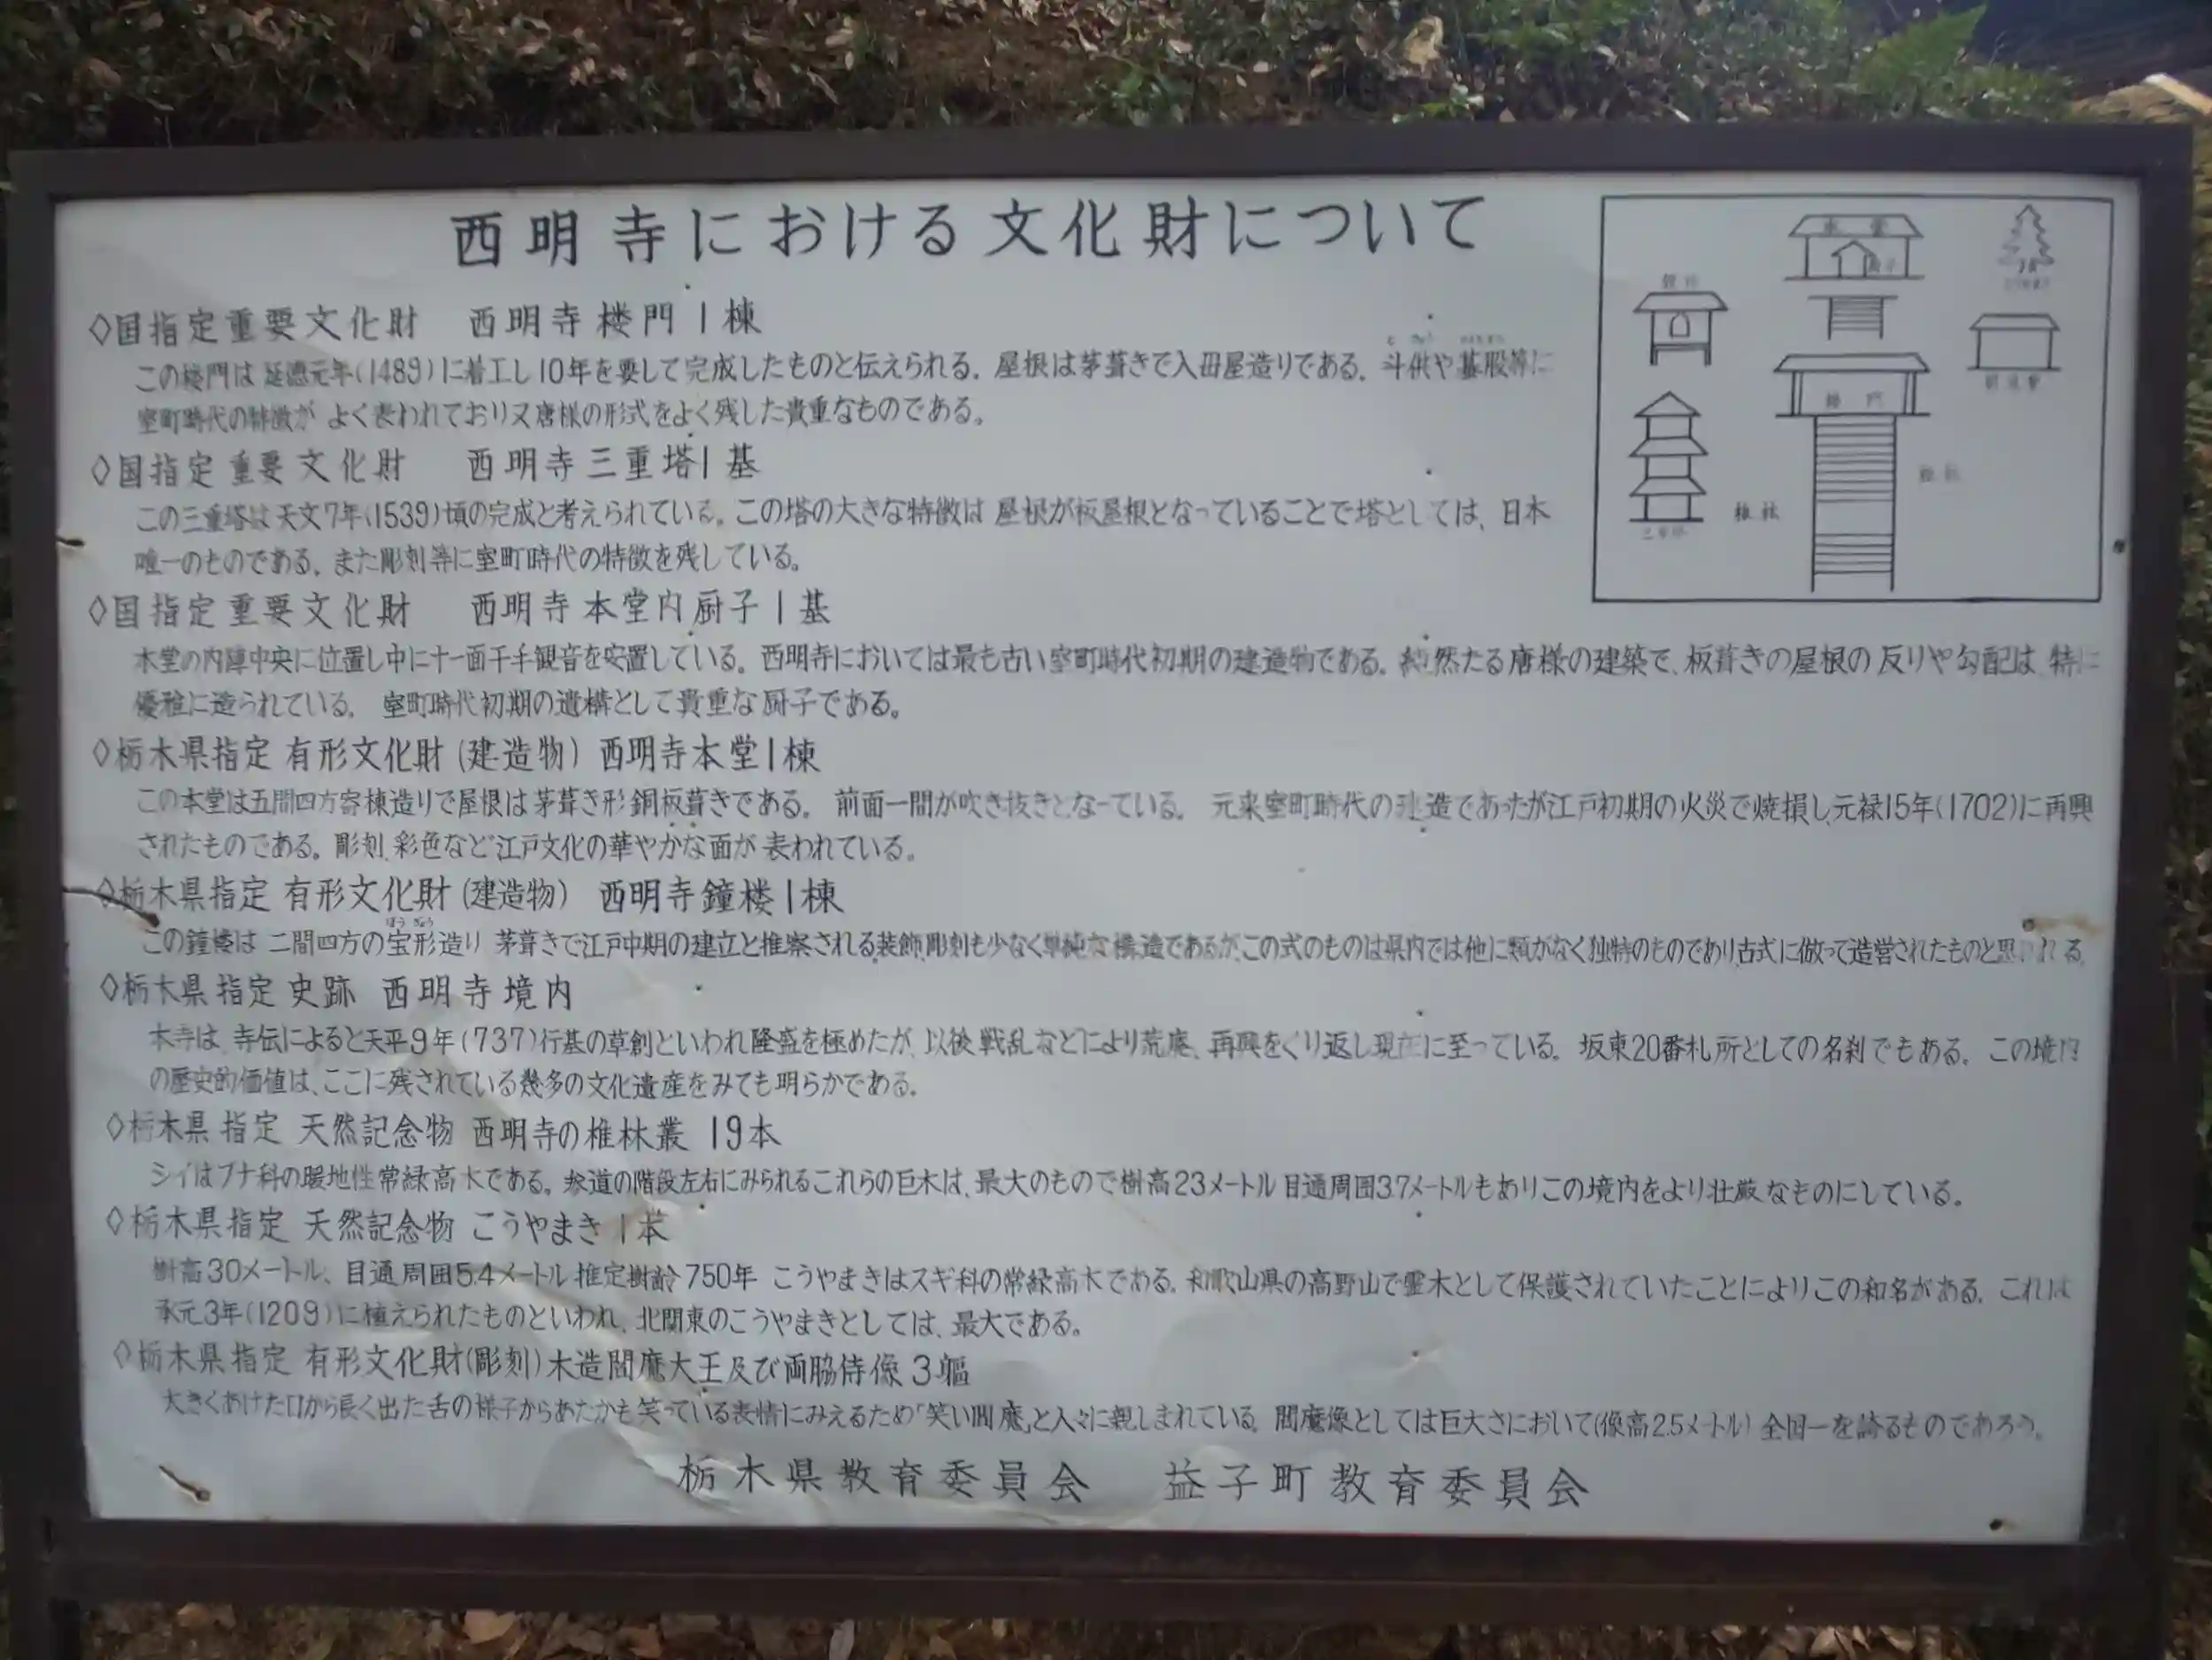 西明寺における文化財について
◇国指定重要文化財 西明寺楼門1棟
この楼門は延徳元年(1489)に着工し10年を要して完成したものと伝えられる。屋根は茅葺きで入母屋造りである。斗供や蟇股等に
室町時代の特徴がよく表われており又唐様の形式をよく残した貴重なものである。
◇国指定重要文化財 西明寺三重塔1基
この三重塔は天文7年(1539)頃の完成と考えられている。この塔の大きな特徴は屋根が板屋根となっていることで塔としては、日本
唯一のものである。また彫刻等に室町時代の特徴を残している。
◇国指定重要文化財 西明寺本堂内厨子1基
本堂の内陣中央に位置し中に十一面千手観音を安置している。西明寺においては最も古い室町時代初期の建造物である。純然たる唐様の建築で、板葺きの屋根の反りや勾配は特に
優雅に造られている。室町時代初期の遺構として貴重な厨子である。
◇栃木県指定 有形文化財(建造物) 西明寺本堂1棟
この本堂は五間四方寄棟造りで屋根は茅葺き形銅板葺きである。前面一間が吹き抜きとなっている。元来室町時代の建造であったが江戸初期の火災で焼損し、元禄15年(1702)に再興
されたものである。彫刻、彩色など江戸文化の華やかな面が表われている。
◇栃木県指定 有形文化財(建造物) 西明寺鐘楼1棟
ほうぎょう
この鐘楼は二間四方の宝形造り茅葺きで江戸中期の建立と推察される。装飾、彫刻も少なく単純な構造であるが、この式のものは県内では他に類がなく独特のものであり、古式に倣って造営されたものと思われる。
◇栃木県指定 史跡 西明寺境内
本寺は、寺伝によると天平9年(737)行基の草創といわれ隆盛を極めたが、以後戦乱などにより荒廃、再興をくり返し現在に至っている。坂東20番札所としての名刹でもある。この境内
の歴史的価値は、ここに残されている幾多の文化遺産をみても明らかである。
◇栃木県指定 天然記念物 西明寺の椎林叢 19本
シイはブナ科の暖地性常緑高木である。参道の階段左右にみられるこれらの巨木は、最大のもので樹高23メートル目通周囲3.7メートルもありこの境内をより壮厳なものにしている。
◇栃木県指定 天然記念物 こうやまき 1本
樹高30メートル、目通周囲5.4メートル推定樹齢750年 こうやまきはスギ科の常緑高木である。和歌山県の高野山で霊木として保護されていたことによりこの和名がある。これは
承元3年(1209)に植えられたものといわれ、北関東のこうやまきとしては、最大である。
◇栃木県指定 有形文化財(彫刻)木造閻魔大王及び両脇侍像3軀
大きくあけた口から長く出た舌の様子からあたかも笑っている表情にみえるため「笑い閻魔」と人々に親しまれている。閻魔像としては巨大さにおいて(像高2.5メートル)全国一を誇るものであろう。
栃木県教育委員会 益子町教育委員会
本堂
楼門
椎林
椎林
三重塔